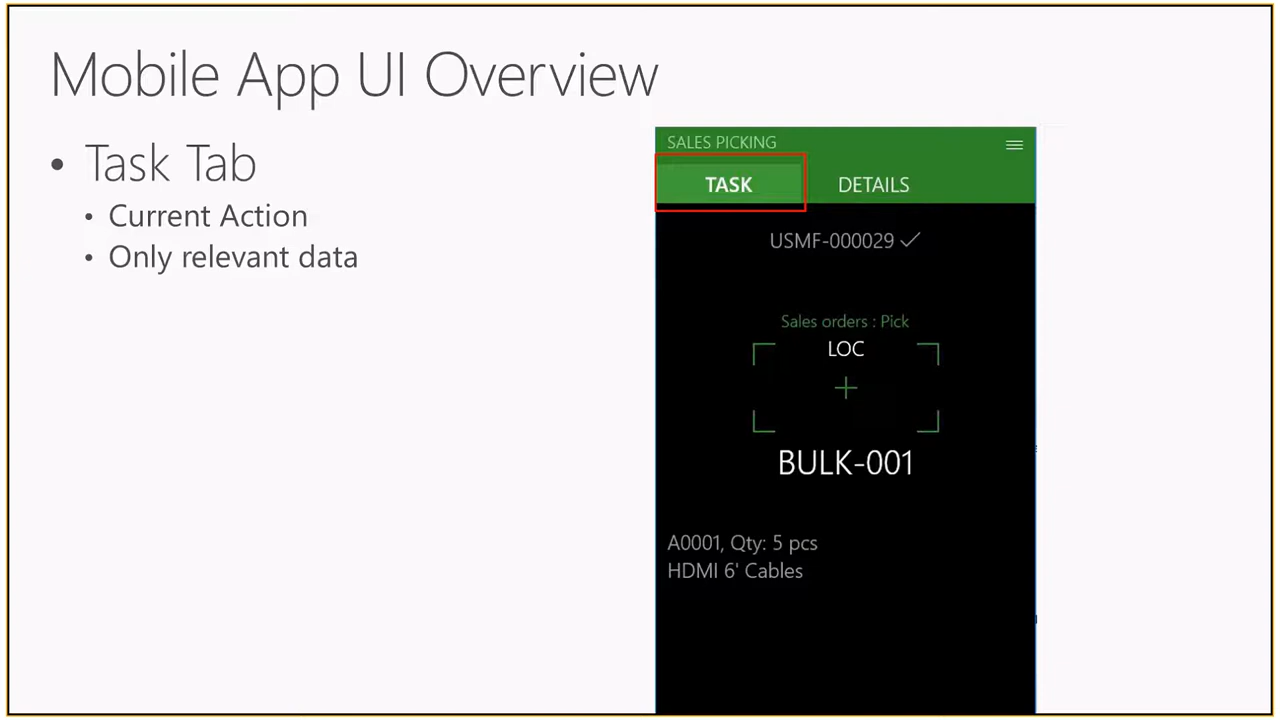 Mobile App UI Overview
• Task Tab
• Current Action
• Only relevant data
SALES PICKING
TASK
DETAILS
USMF-000029
Sales orders : Pick
LOC
BULK-001
A0001, Qty: 5 pcs
HDMI 6' Cables